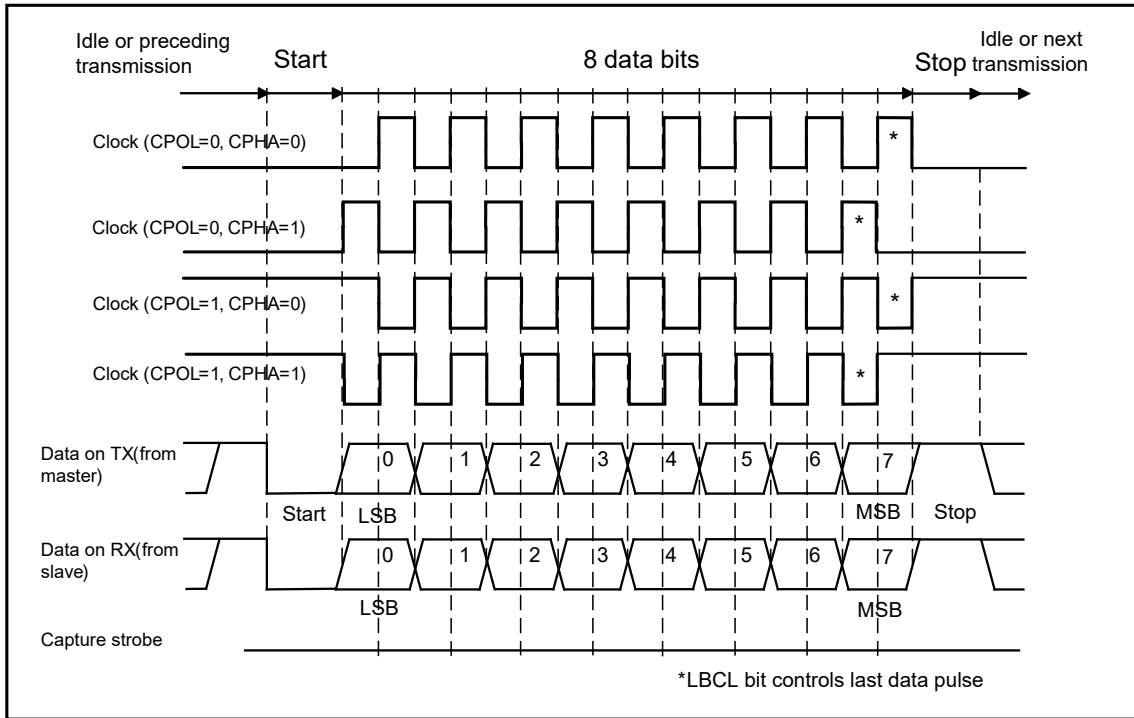 Idle or preceding
transmission
Start
8 data bits
Stop
Idle or next
transmission
Clock (CPOL=0, CPHA=0)
*
Clock (CPOL=0, CPHA=1)
*
Clock (CPOL=1, CPHA=0)
*
Clock (CPOL=1, CPHA=1)
*
Data on TX(from
master)
0 1 2 3 4 5 6 7
Start LSB MSB Stop
Data on RX(from
slave)
0 1 2 3 4 5 6 7
LSB MSB
Capture strobe
*LBCL bit controls last data pulse